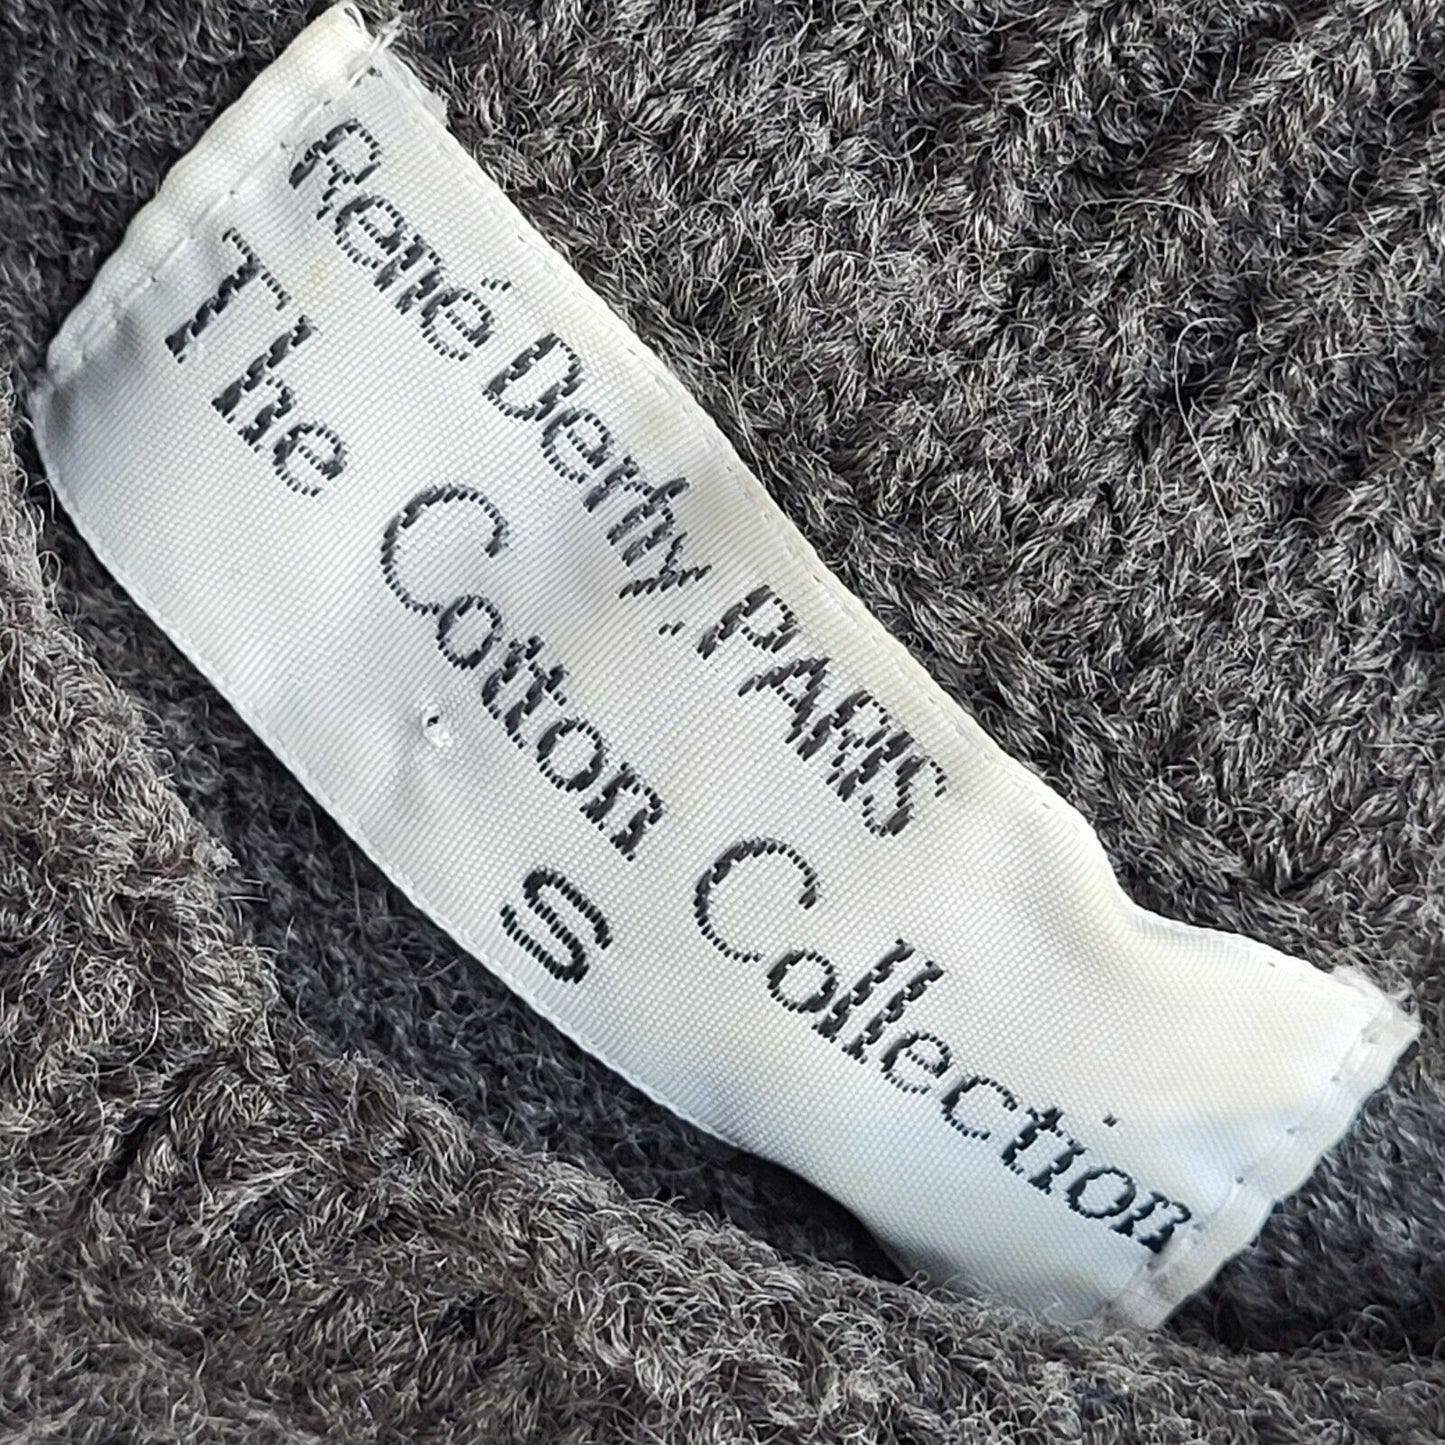 René Derhy, PARIS
The Cotton Collection
S